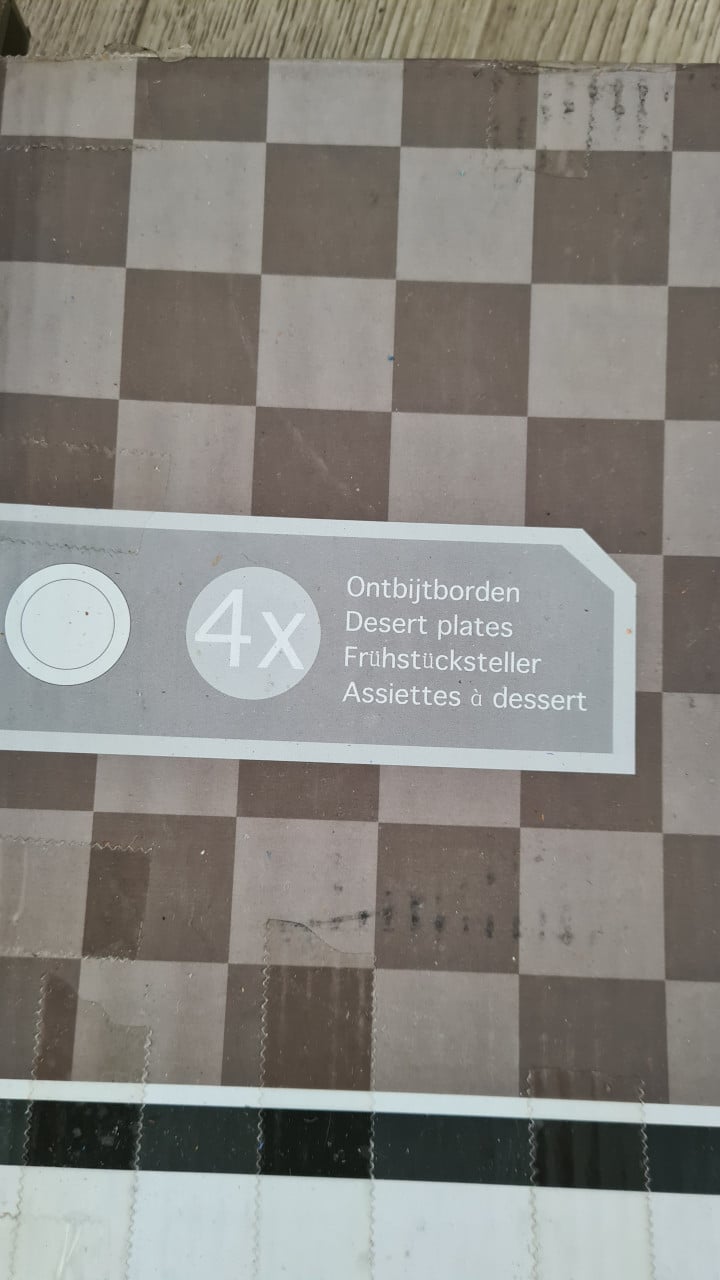 4x
Ontbijtborden
Desert plates
Frühstücksteller
Assiettes à dessert